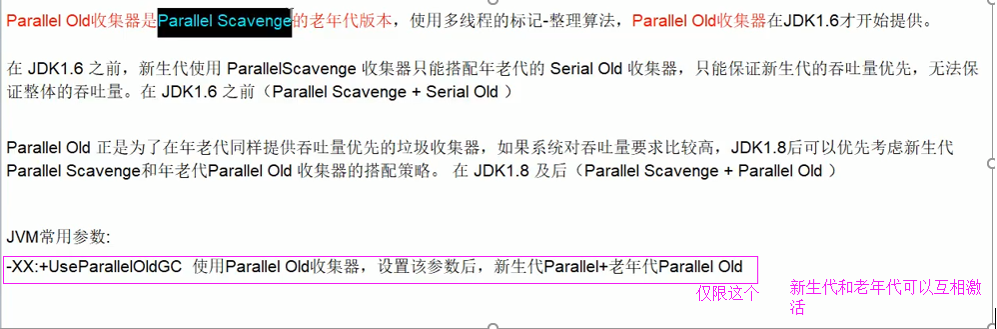 Parallel Old收集器是Parallel Scavenge的老年代版本，使用多线程的标记-整理算法，Parallel Old收集器在JDK1.6才开始提供。
在 JDK1.6 之前，新生代使用 ParallelScavenge 收集器只能搭配年老代的 Serial Old 收集器，只能保证新生代的吞吐量优先，无法保
证整体的吞吐量。在 JDK1.6 之前（Parallel Scavenge + Serial Old ）
Parallel Old 正是为了在年老代同样提供吞吐量优先的垃圾收集器，如果系统对吞吐量要求比较高，JDK1.8后可以优先考虑新生代
Parallel Scavenge和年老代Parallel Old 收集器的搭配策略。 在 JDK1.8 及后（Parallel Scavenge + Parallel Old ）
JVM常用参数:
-XX:+UseParallelOldGC 使用Parallel Old收集器，设置该参数后，新生代Parallel+老年代Parallel Old
仅限这个
新生代和老年代可以互相激
活